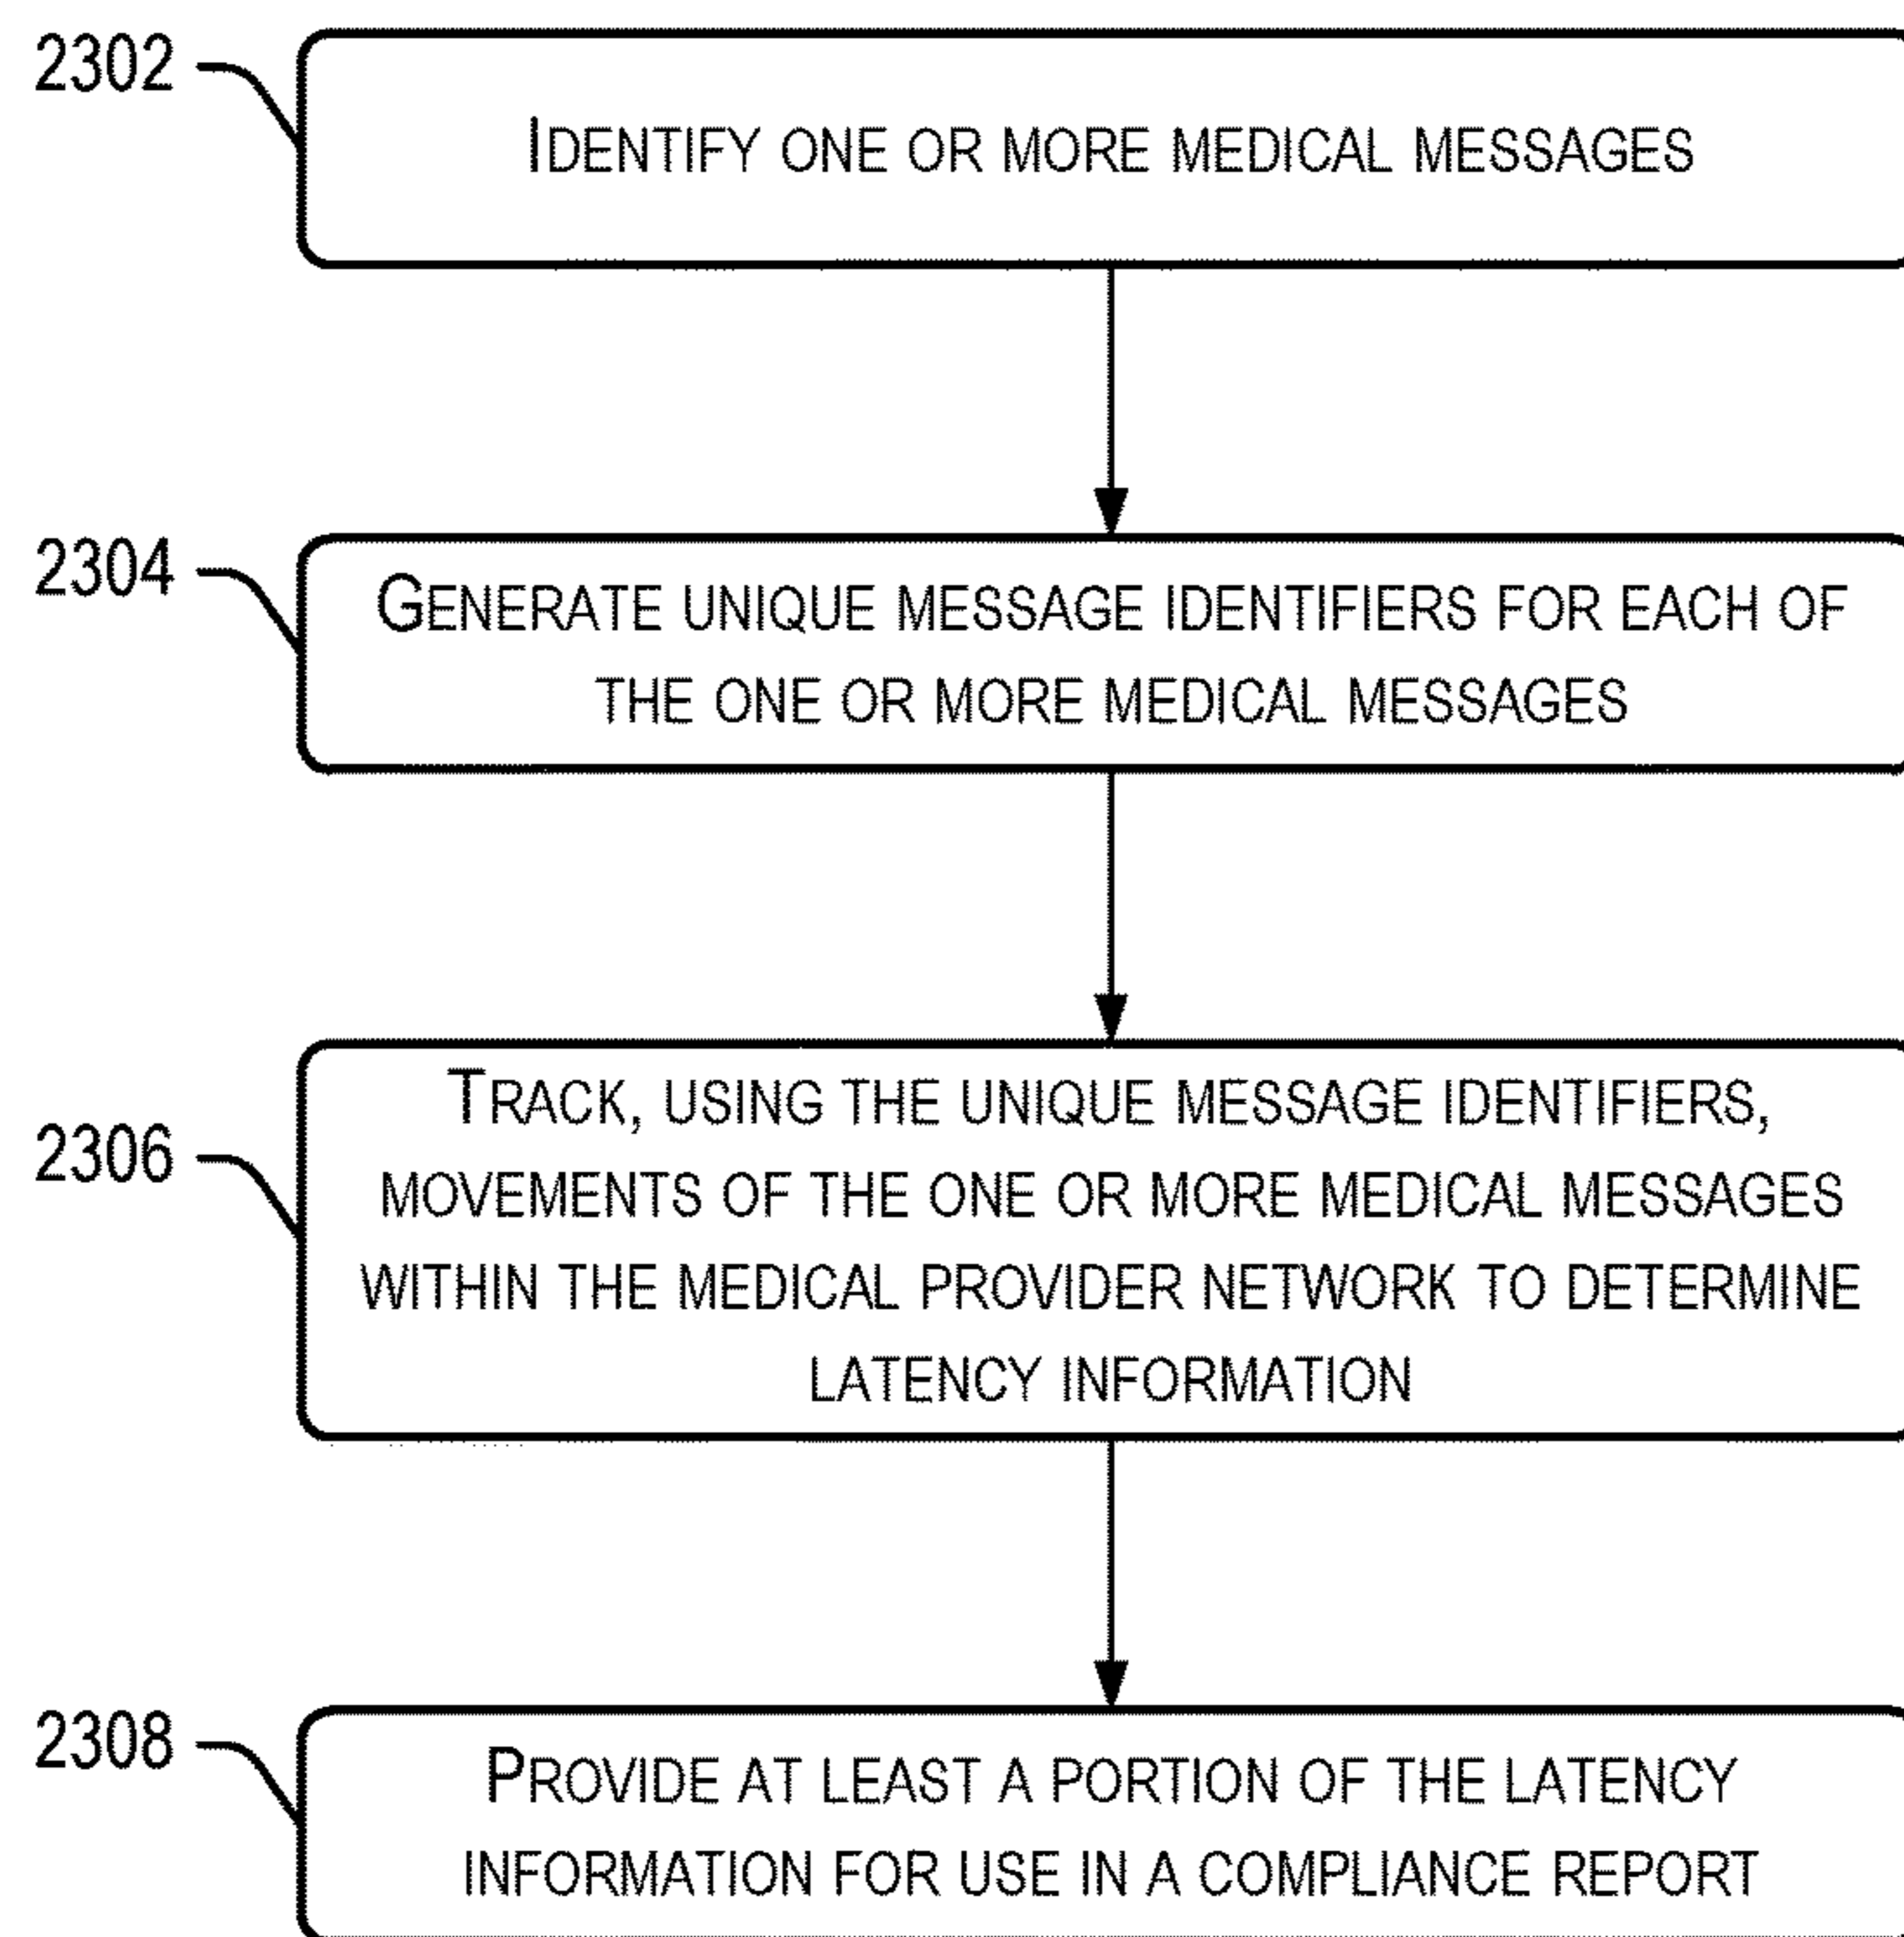 2302
IDENTIFY ONE OR MORE MEDICAL MESSAGES
2304
GENERATE UNIQUE MESSAGE IDENTIFIERS FOR EACH OF
THE ONE OR MORE MEDICAL MESSAGES
2306
TRACK, USING THE UNIQUE MESSAGE IDENTIFIERS,
MOVEMENTS OF THE ONE OR MORE MEDICAL MESSAGES
WITHIN THE MEDICAL PROVIDER NETWORK TO DETERMINE
LATENCY INFORMATION
2308
PROVIDE AT LEAST A PORTION OF THE LATENCY
INFORMATION FOR USE IN A COMPLIANCE REPORT